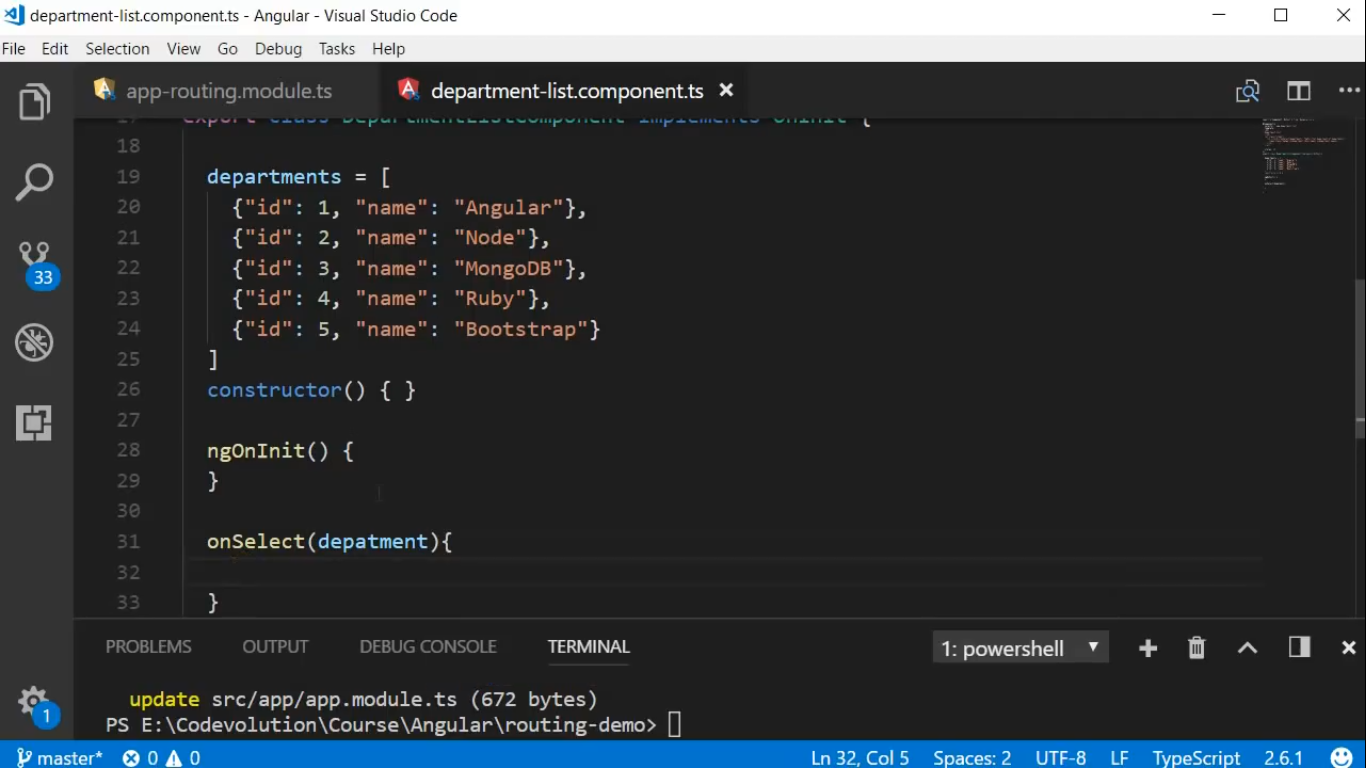 department-list.component.ts - Angular - Visual Studio Code
File Edit Selection View Go Debug Tasks Help
app-routing.module.ts department-list.component.ts
17 export class DepartmentListComponent implements OnInit {
18
19 departments = [
20 {"id": 1, "name": "Angular"},
21 {"id": 2, "name": "Node"},
22 {"id": 3, "name": "MongoDB"},
23 {"id": 4, "name": "Ruby"},
24 {"id": 5, "name": "Bootstrap"}
25 ]
26 constructor() { }
27
28 ngOnInit() {
29 }
30
31 onSelect(depatment){
32
33 }
33
PROBLEMS OUTPUT DEBUG CONSOLE TERMINAL 1: powershell
update src/app/app.module.ts (672 bytes)
PS E:\Codevolution\Course\Angular\routing-demo>
1
master* 0 0 Ln 32, Col 5 Spaces: 2 UTF-8 LF TypeScript 2.6.1